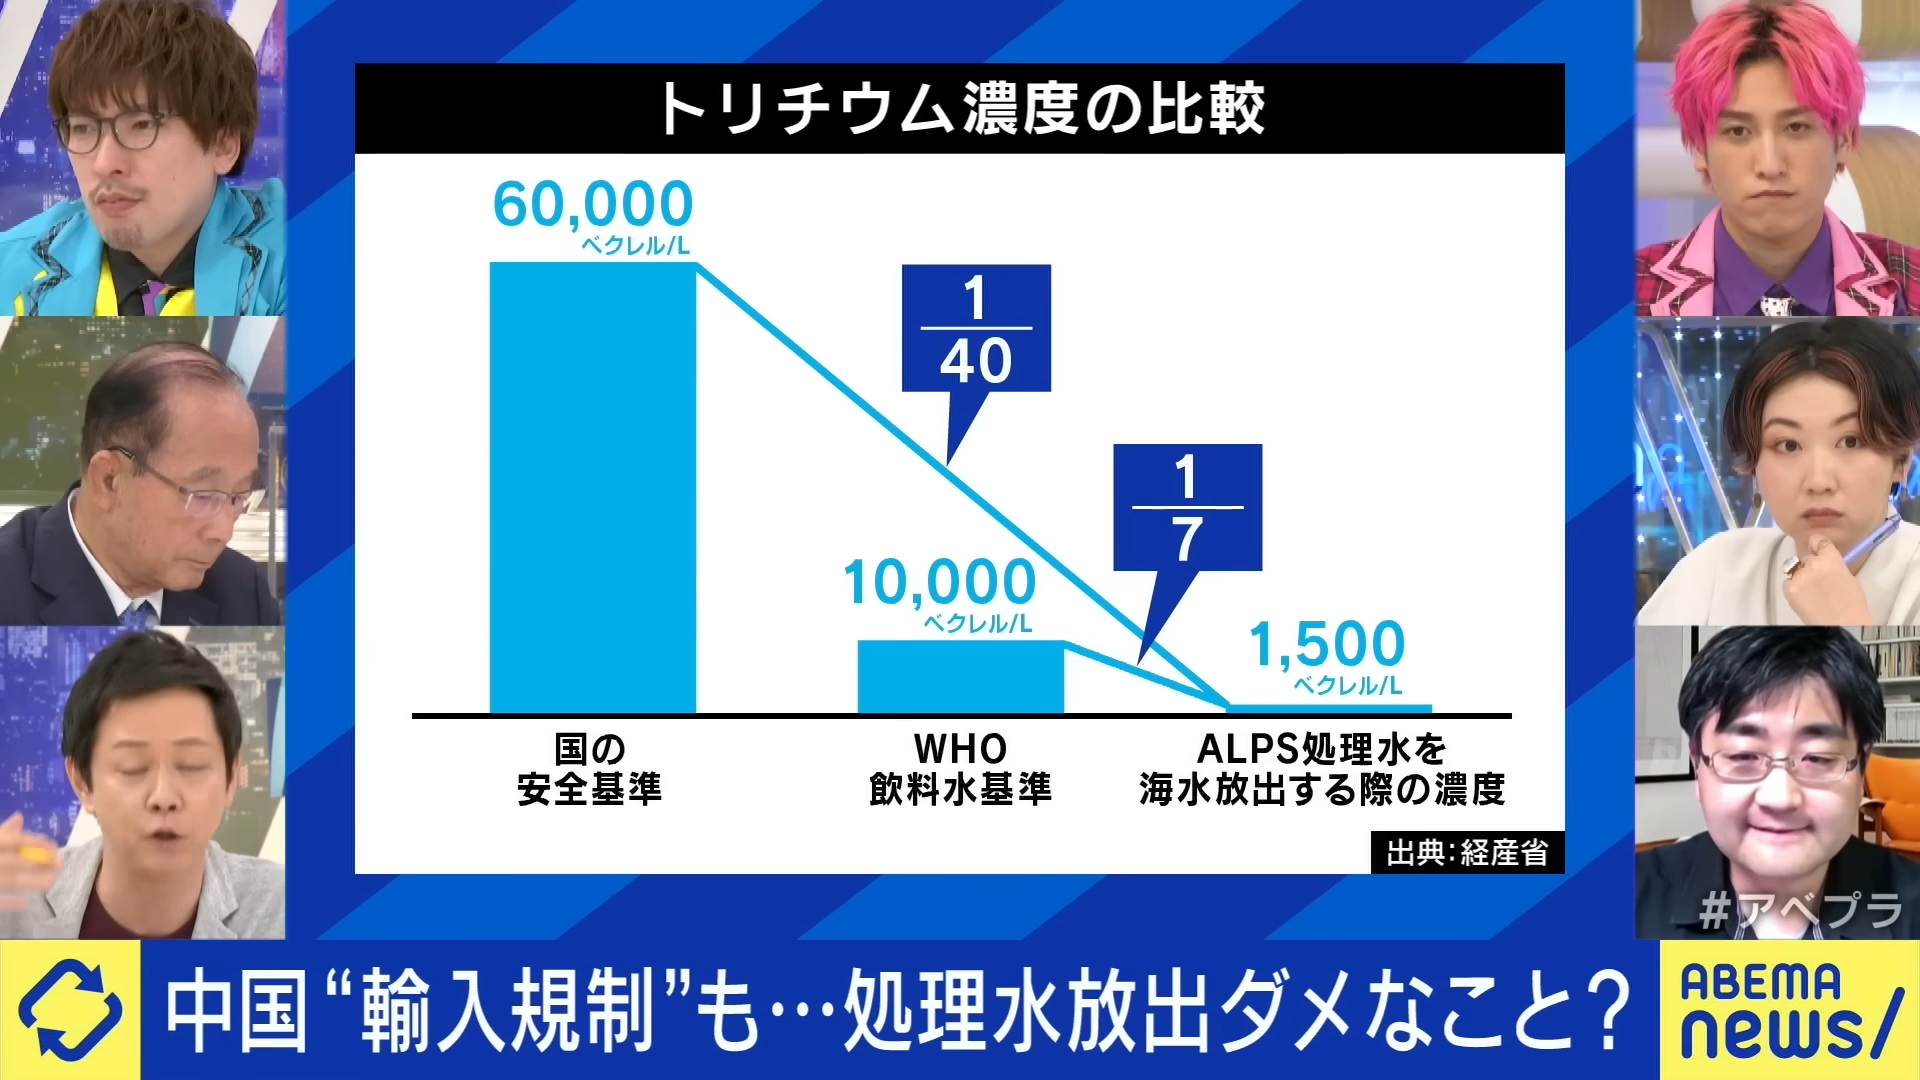 トリチウム濃度の比較
60,000
ベクレル/L
1
40
1
7
10,000
ベクレル/L
1,500
ベクレル/L
国の
安全基準
WHO
飲料水基準
ALPS処理水を
海水放出する際の濃度
出典：経産省
#アベプラ
中国“輸入規制”も…処理水放出ダメなこと？
ABEMA
news/